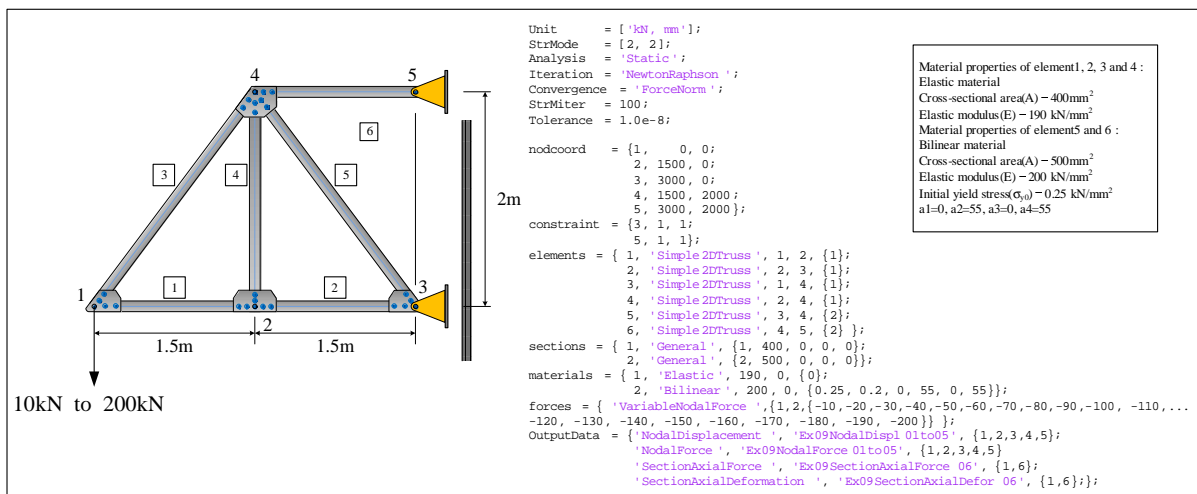 4
5
6
3
4
5
2m
1
1
2
3
2
1.5m
1.5m
10kN to 200kN
Unit = ['kN, mm'];
StrMode = [2, 2];
Analysis = 'Static';
Iteration = 'NewtonRaphson ';
Convergence = 'ForceNorm ';
StrMiter = 100;
Tolerance = 1.0e-8;
nodcoord = {1, 0, 0;
2, 1500, 0;
3, 3000, 0;
4, 1500, 2000;
5, 3000, 2000};
constraint = {3, 1, 1;
5, 1, 1};
elements = { 1, 'Simple2DTruss', 1, 2, {1};
2, 'Simple2DTruss', 2, 3, {1};
3, 'Simple2DTruss', 1, 4, {1};
4, 'Simple2DTruss', 2, 4, {1};
5, 'Simple2DTruss', 3, 4, {2};
6, 'Simple2DTruss', 4, 5, {2} };
sections = { 1, 'General', {1, 400, 0, 0, 0};
2, 'General', {2, 500, 0, 0, 0}};
materials = { 1, 'Elastic', 190, 0, {0};
2, 'Bilinear', 200, 0, {0.25, 0.2, 0, 55, 0, 55}};
forces = { 'VariableNodalForce ',{1,2,{-10,-20,-30,-40,-50,-60,-70,-80,-90,-100, -110,...
-120, -130, -140, -150, -160, -170, -180, -190, -200}} };
OutputData = {'NodalDisplacement ', 'Ex09NodalDispl 01to05', {1,2,3,4,5};
'NodalForce ', 'Ex09NodalForce 01to05', {1,2,3,4,5}
'SectionAxialForce ', 'Ex09SectionAxialForce 06', {1,6};
'SectionAxialDeformation ', 'Ex09SectionAxialDefor 06', {1,6};};
Material properties of element1, 2, 3 and 4 :
Elastic material
Cross-sectional area(A) = 400mm²
Elastic modulus(E) = 190 kN/mm²
Material properties of element5 and 6 :
Bilinear material
Cross-sectional area(A) = 500mm²
Elastic modulus(E) = 200 kN/mm²
Initial yield stress(σy0) = 0.25 kN/mm²
a1=0, a2=55, a3=0, a4=55